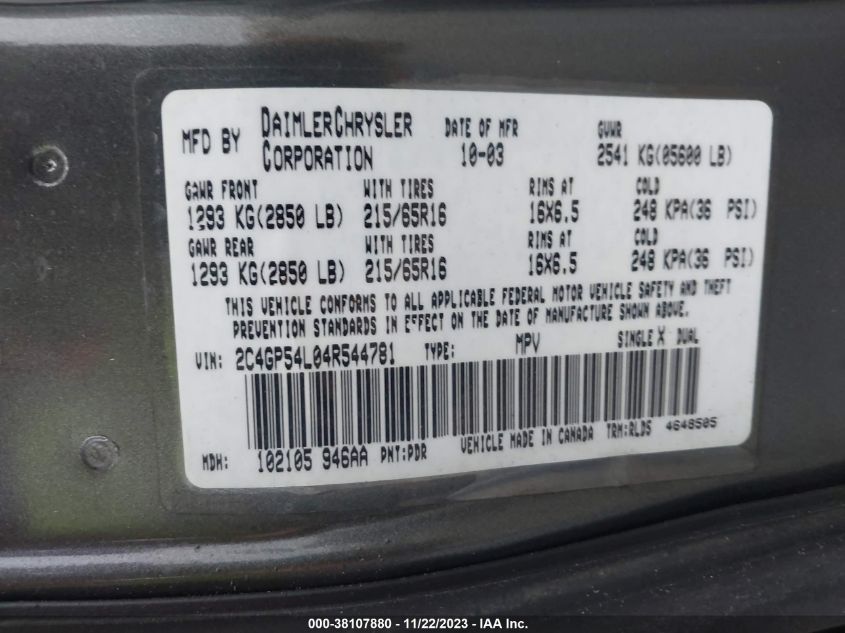 MFD BY DAIMLERCHRYSLER CORPORATION DATE OF MFR 10-03 GVWR 2541 KG(05600 LB)
GAWR FRONT WITH TIRES RIMS AT COLD
1293 KG(2850 LB) 215/65R16 16X6.5 248 KPA(36 PSI)
GAWR REAR WITH TIRES RIMS AT COLD
1293 KG(2850 LB) 215/65R16 16X6.5 248 KPA(36 PSI)
THIS VEHICLE CONFORMS TO ALL APPLICABLE FEDERAL MOTOR VEHICLE SAFETY AND THEFT
PREVENTION STANDARDS IN EFFECT ON THE DATE OF MANUFACTURE SHOWN ABOVE.
VIN: 2C4GP54L04R544781 TYPE: MPV SINGLE X DUAL
MDH: 102105 946AA PNT:PDR VEHICLE MADE IN CANADA TRM:RLD5 4648505
000-38107880 - 11/22/2023 - IAAI Inc.